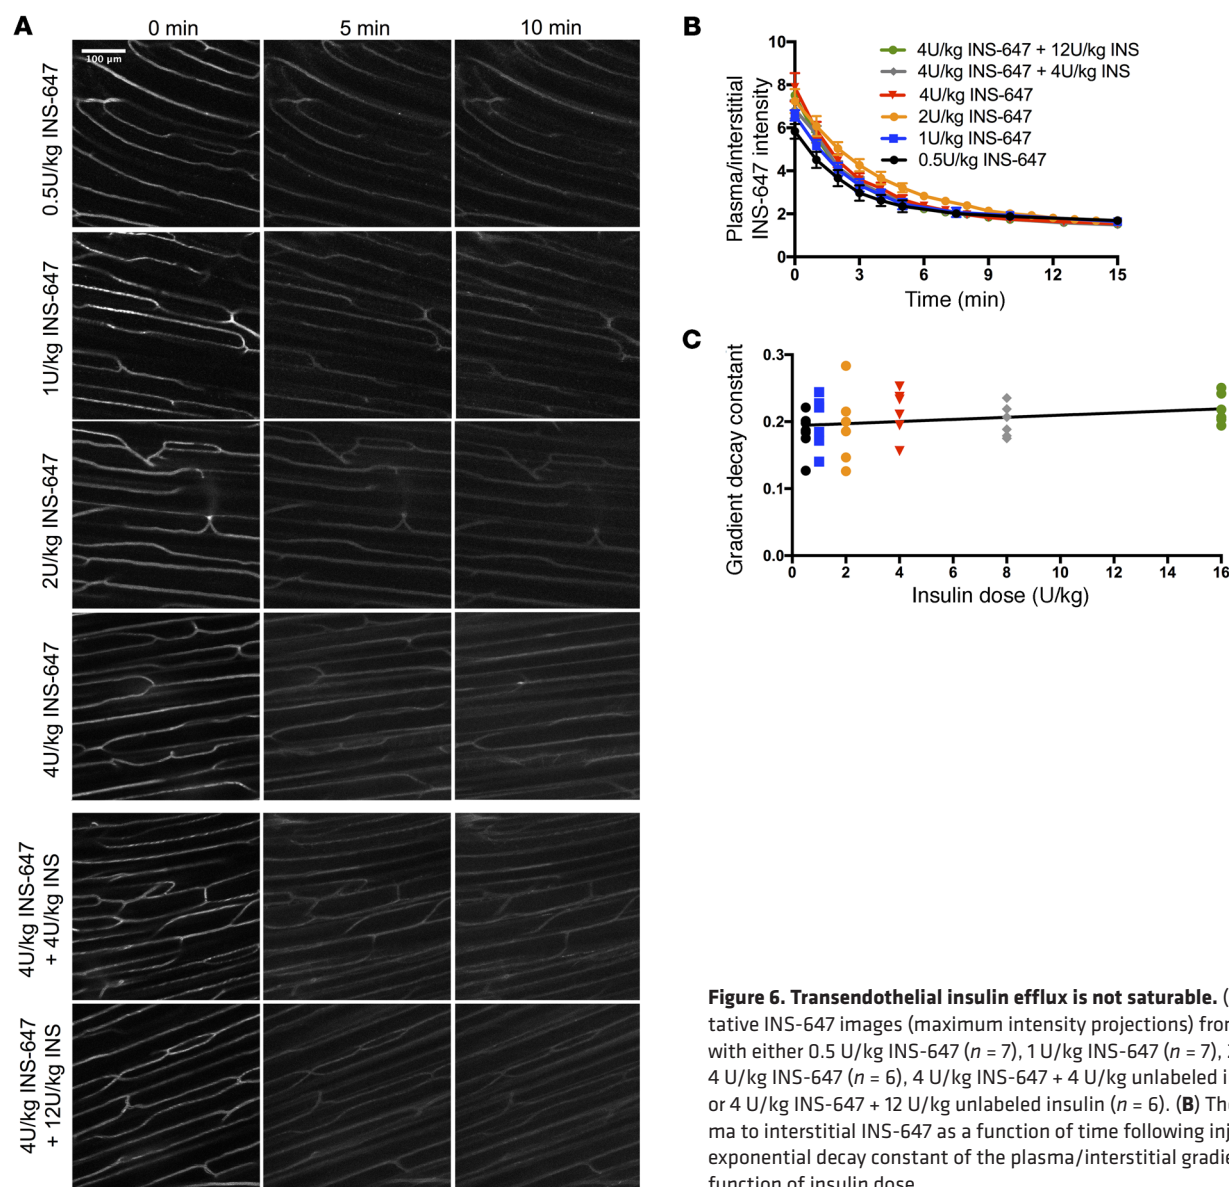 A
0 min
5 min
10 min
100 µm
0.5U/kg INS-647
1U/kg INS-647
2U/kg INS-647
4U/kg INS-647
4U/kg INS-647
+ 4U/kg INS
4U/kg INS-647
+ 12U/kg INS
B
Plasma/interstitial
INS-647 intensity
10
8
6
4
2
0
0 3 6 9 12 15
Time (min)
4U/kg INS-647 + 12U/kg INS
4U/kg INS-647 + 4U/kg INS
4U/kg INS-647
2U/kg INS-647
1U/kg INS-647
0.5U/kg INS-647
C
Gradient decay constant
0.3
0.2
0.1
0.0
0 2 4 6 8 10 12 14 16
Insulin dose (U/kg)
Figure 6. Transendothelial insulin efflux is not saturable. (
tative INS-647 images (maximum intensity projections) from
with either 0.5 U/kg INS-647 (n = 7), 1 U/kg INS-647 (n = 7),
4 U/kg INS-647 (n = 6), 4 U/kg INS-647 + 4 U/kg unlabeled
or 4 U/kg INS-647 + 12 U/kg unlabeled insulin (n = 6). (B)
ma to interstitial INS-647 as a function of time following
exponential decay constant of the plasma/interstitial
function of insulin dose.